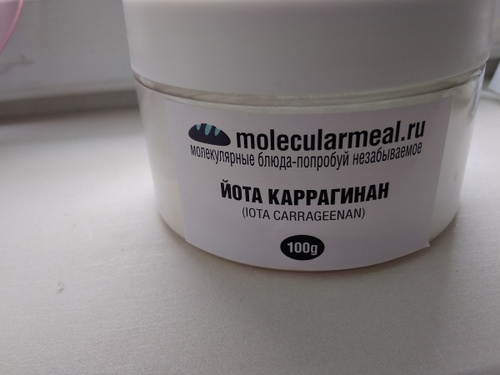 molecularmeal.ru
молекулярные блюда-попробуй незабываемое
ЙОТА КАРРАГИНАН
(IOTA CARRAGEENAN)
100g